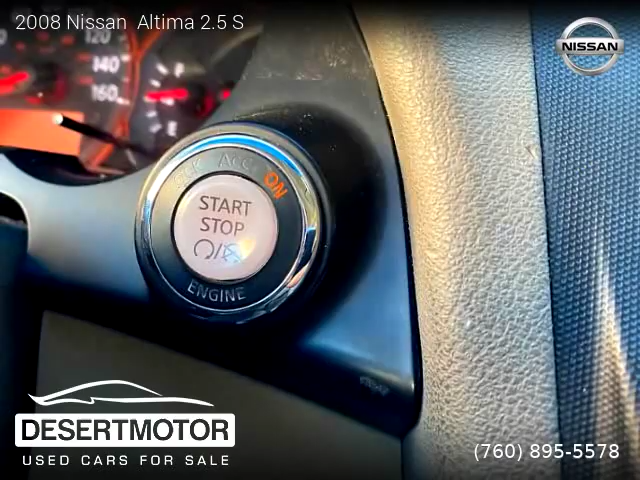 2008 Nissan Altima 2.5 S
NISSAN
120
140
160
F
E
LK ACC ON
START
STOP
ENGINE
DESERTMOTOR
USED CARS FOR SALE
(760) 895-5578